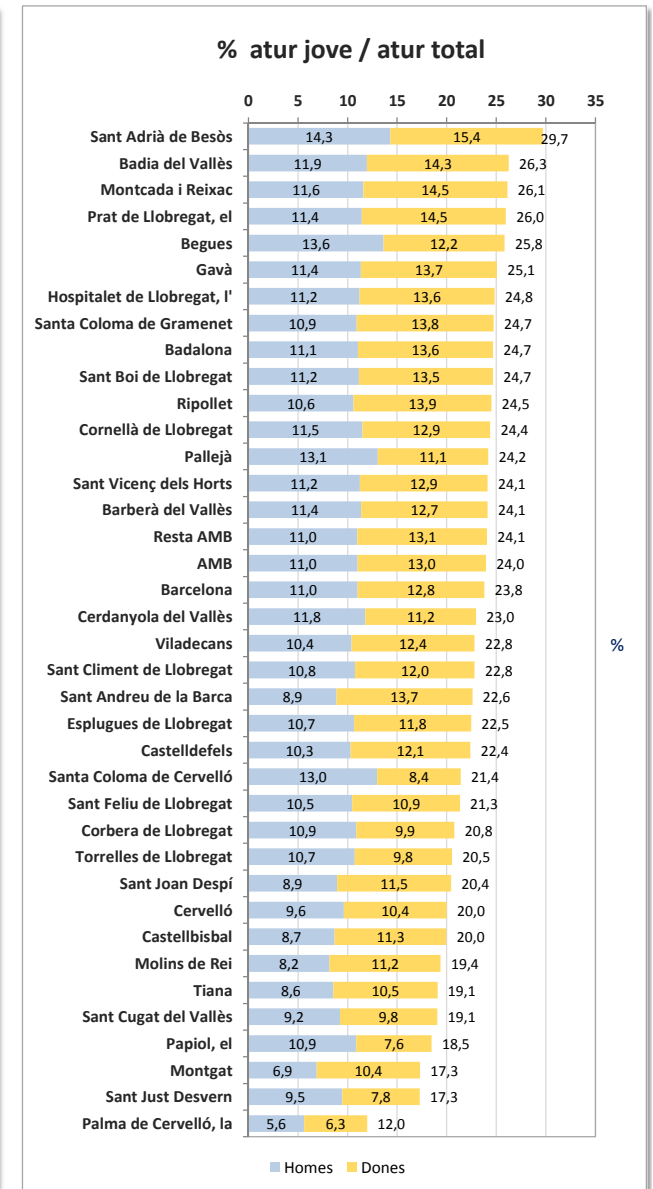 % atur jove / atur total
0 5 10 15 20 25 30 35
Sant Adrià de Besòs 14,3 15,4 29,7
Badia del Vallès 11,9 14,3 26,3
Montcada i Reixac 11,6 14,5 26,1
Prat de Llobregat, el 11,4 14,5 26,0
Begues 13,6 12,2 25,8
Gavà 11,4 13,7 25,1
Hospitalet de Llobregat, l' 11,2 13,6 24,8
Santa Coloma de Gramenet 10,9 13,8 24,7
Badalona 11,1 13,6 24,7
Sant Boi de Llobregat 11,2 13,5 24,7
Ripollet 10,6 13,9 24,5
Cornellà de Llobregat 11,5 12,9 24,4
Pallejà 13,1 11,1 24,2
Sant Vicenç dels Horts 11,2 12,9 24,1
Barberà del Vallès 11,4 12,7 24,1
Resta AMB 11,0 13,1 24,1
AMB 11,0 13,0 24,0
Barcelona 11,0 12,8 23,8
Cerdanyola del Vallès 11,8 11,2 23,0
Viladecans 10,4 12,4 22,8 %
Sant Climent de Llobregat 10,8 12,0 22,8
Sant Andreu de la Barca 8,9 13,7 22,6
Esplugues de Llobregat 10,7 11,8 22,5
Castelldefels 10,3 12,1 22,4
Santa Coloma de Cervelló 13,0 8,4 21,4
Sant Feliu de Llobregat 10,5 10,9 21,3
Corbera de Llobregat 10,9 9,9 20,8
Torrelles de Llobregat 10,7 9,8 20,5
Sant Joan Despí 8,9 11,5 20,4
Cervelló 9,6 10,4 20,0
Castellbisbal 8,7 11,3 20,0
Molins de Rei 8,2 11,2 19,4
Tiana 8,6 10,5 19,1
Sant Cugat del Vallès 9,2 9,8 19,1
Papiol, el 10,9 7,6 18,5
Montgat 6,9 10,4 17,3
Sant Just Desvern 9,5 7,8 17,3
Palma de Cervelló, la 5,6 6,3 12,0
Homes Dones